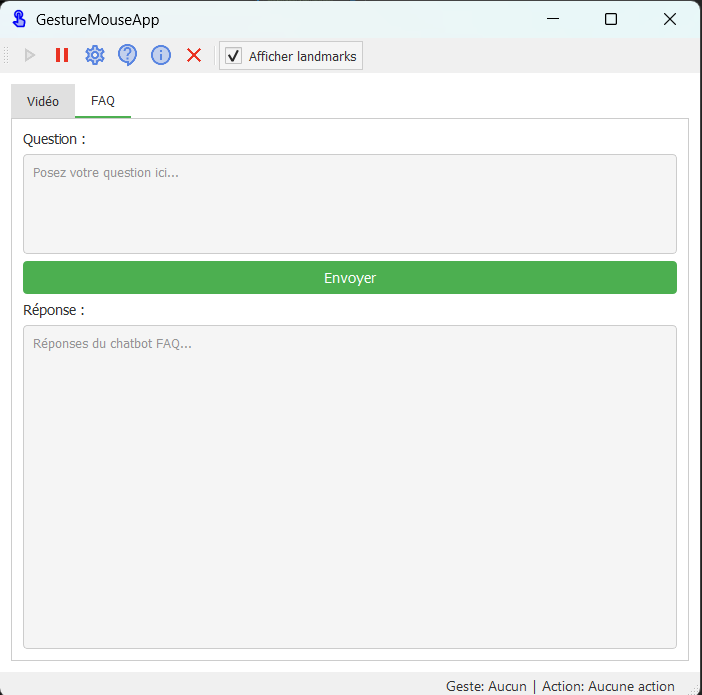 GestureMouseApp
Afficher landmarks
Vidéo FAQ
Question :
Posez votre question ici...
Envoyer
Réponse :
Réponses du chatbot FAQ...
Geste: Aucun | Action: Aucune action